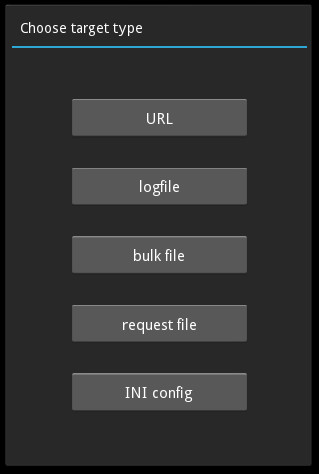 Choose target type
URL
logfile
bulk file
request file
INI config